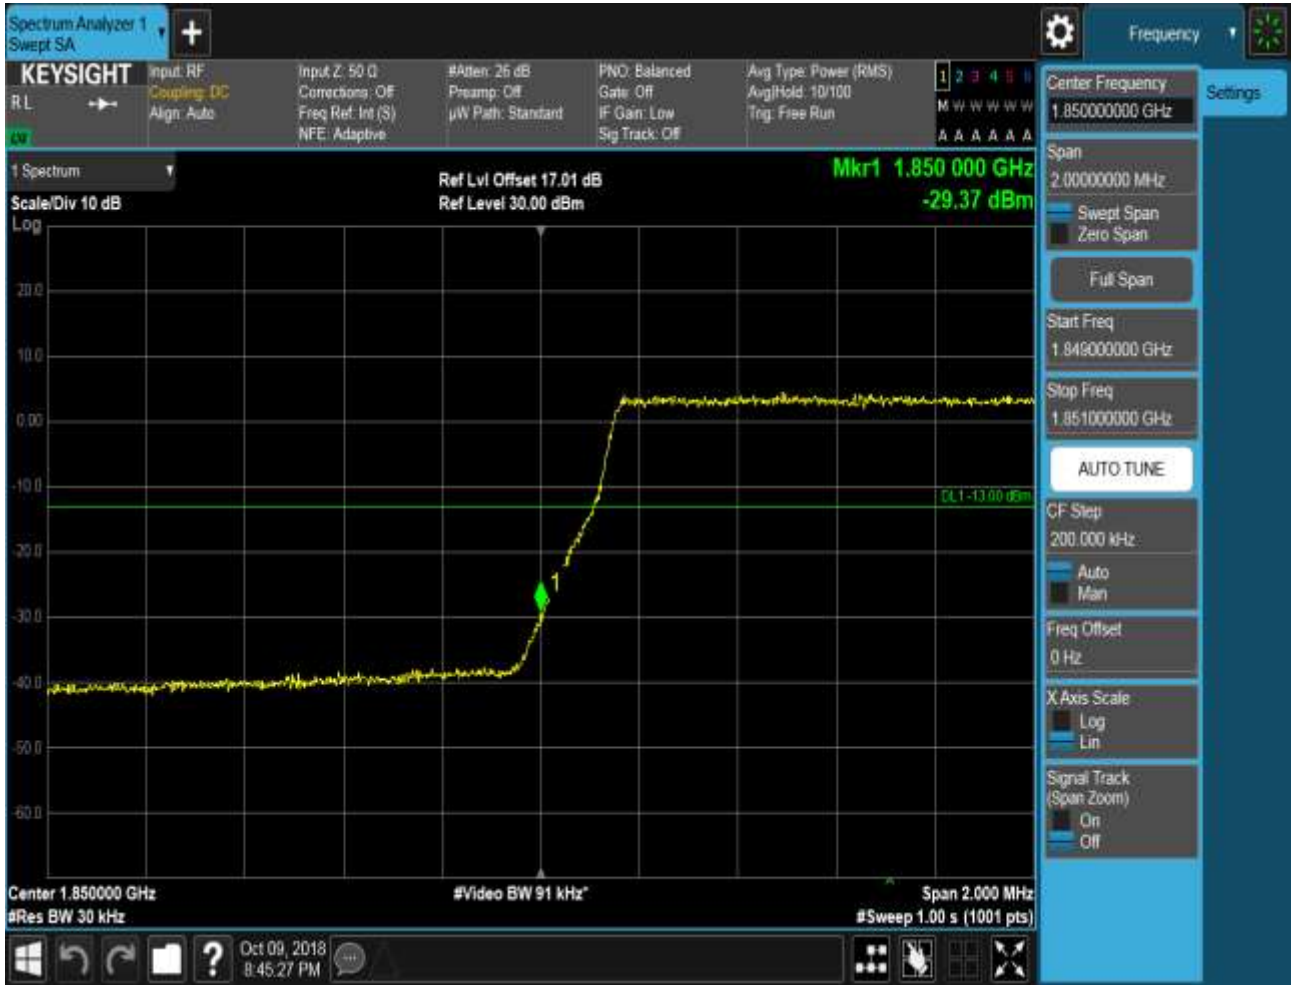 Spectrum Analyzer 1
Swept SA
+
Frequency
KEYSIGHT
RL
Input: RF
Coupling: DC
Align: Auto
Input Z: 50 Ω
Corrections: Off
Freq Ref: Int (S)
NFE: Adaptive
#Atten: 26 dB
Preamp: Off
µW Path: Standard
PNO: Balanced
Gate: Off
IF Gain: Low
Sig Track: Off
Avg Type: Power (RMS)
Avg|Hold: 10/100
Trig: Free Run
1 2 3 4 5 6
M W W W W W
A A A A A A
1 Spectrum
Scale/Div 10 dB
Log
Ref Lvl Offset 17.01 dB
Ref Level 30.00 dBm
Mkr1 1.850 000 GHz
-29.37 dBm
20.0
10.0
0.00
-10.0
-20.0
-30.0
-40.0
-50.0
-60.0
DL1 -13.00 dBm
1
Center 1.850000 GHz
#Res BW 30 kHz
#Video BW 91 kHz*
Span 2.000 MHz
#Sweep 1.00 s (1001 pts)
Center Frequency
1.850000000 GHz
Settings
Span
2.00000000 MHz
Swept Span
Zero Span
Full Span
Start Freq
1.849000000 GHz
Stop Freq
1.851000000 GHz
AUTO TUNE
CF Step
200.000 kHz
Auto
Man
Freq Offset
0 Hz
X Axis Scale
Log
Lin
Signal Track
(Span Zoom)
On
Off
?
Oct 09, 2018
8:45:27 PM